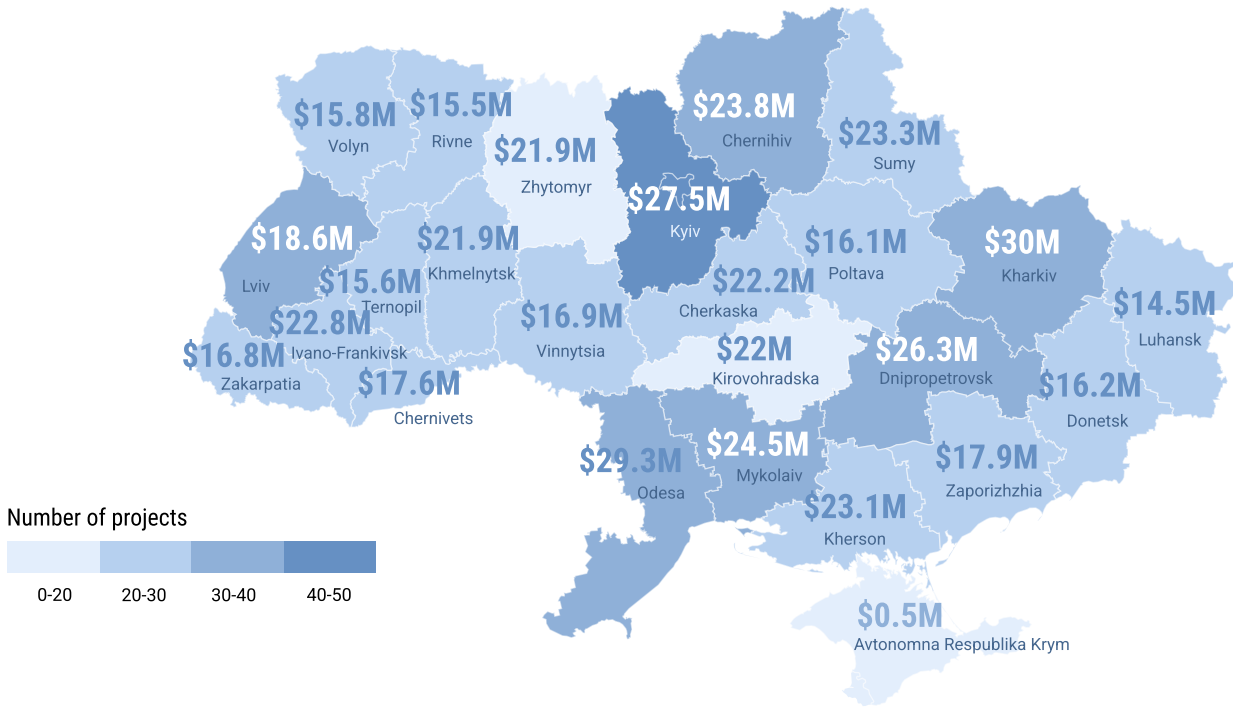 $23.8M
Chernihiv
$15.8M
Volyn
$15.5M
Rivne
$23.3M
Sumy
$21.9M
Zhytomyr
$27.5M
Kyiv
$18.6M
Lviv
$21.9M
Khmelnytsk
$16.1M
Poltava
$30M
Kharkiv
$15.6M
Ternopil
$22.2M
Cherkaska
$14.5M
Luhansk
$22.8M
Ivano-Frankivsk
$16.9M
Vinnytsia
$16.8M
Zakarpatia
$22M
Kirovohradska
$26.3M
Dnipropetrovsk
$17.6M
Chernivets
$16.2M
Donetsk
$29.3M
Odesa
$24.5M
Mykolaiv
$17.9M
Zaporizhzhia
$23.1M
Kherson
Number of projects
0-20 20-30 30-40 40-50
$0.5M
Avtonomna Respublika Krym